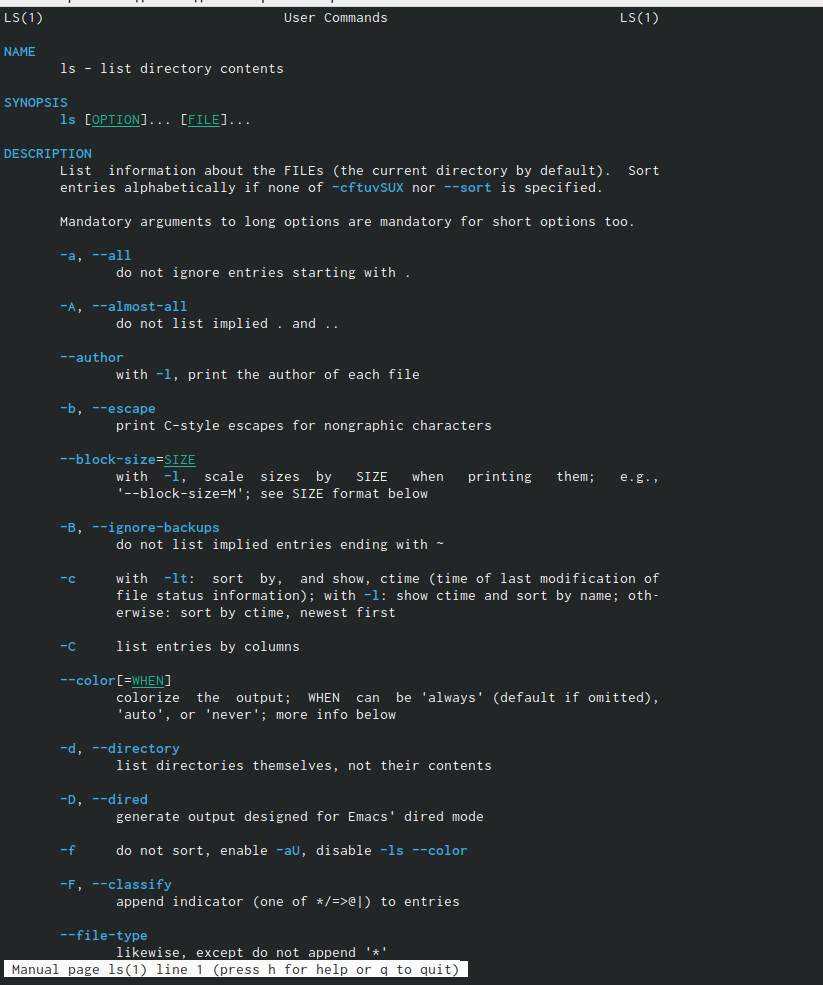 LS(1) User Commands LS(1)
NAME
ls - list directory contents
SYNOPSIS
ls [OPTION]... [FILE]...
DESCRIPTION
List information about the FILEs (the current directory by default). Sort
entries alphabetically if none of -cftuvSUX nor --sort is specified.
Mandatory arguments to long options are mandatory for short options too.
-a, --all
do not ignore entries starting with .
-A, --almost-all
do not list implied . and ..
--author
with -l, print the author of each file
-b, --escape
print C-style escapes for nongraphic characters
--block-size=SIZE
with -l, scale sizes by SIZE when printing them; e.g.,
'--block-size=M'; see SIZE format below
-B, --ignore-backups
do not list implied entries ending with ~
-c with -lt: sort by, and show, ctime (time of last modification of
file status information); with -l: show ctime and sort by name; oth-
erwise: sort by ctime, newest first
-C list entries by columns
--color[=WHEN]
colorize the output; WHEN can be 'always' (default if omitted),
'auto', or 'never'; more info below
-d, --directory
list directories themselves, not their contents
-D, --dired
generate output designed for Emacs' dired mode
-f do not sort, enable -aU, disable -ls --color
-F, --classify
append indicator (one of */=>@|) to entries
--file-type
likewise, except do not append '*'
Manual page ls(1) line 1 (press h for help or q to quit)